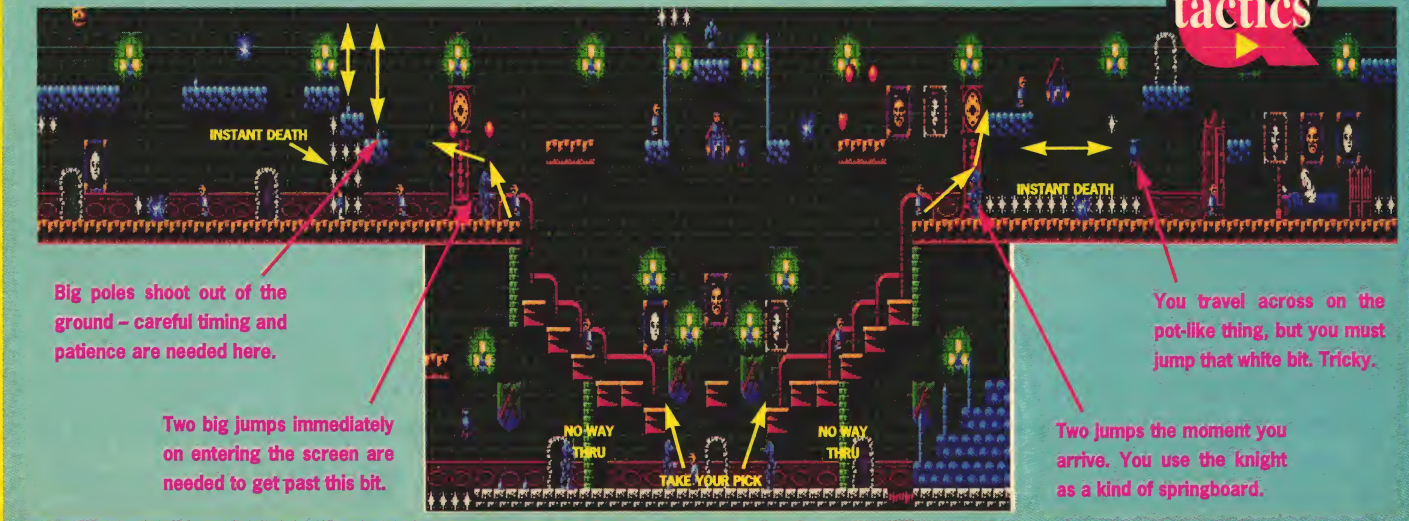 tactics
INSTANT DEATH
INSTANT DEATH
Big poles shoot out of the
ground – careful timing and
patience are needed here.
You travel across on the
pot-like thing, but you must
jump that white bit. Tricky.
Two big jumps immediately
on entering the screen are
needed to get past this bit.
NO WAY
THRU
NO WAY
THRU
TAKE YOUR PICK
Two jumps the moment you
arrive. You use the knight
as a kind of springboard.